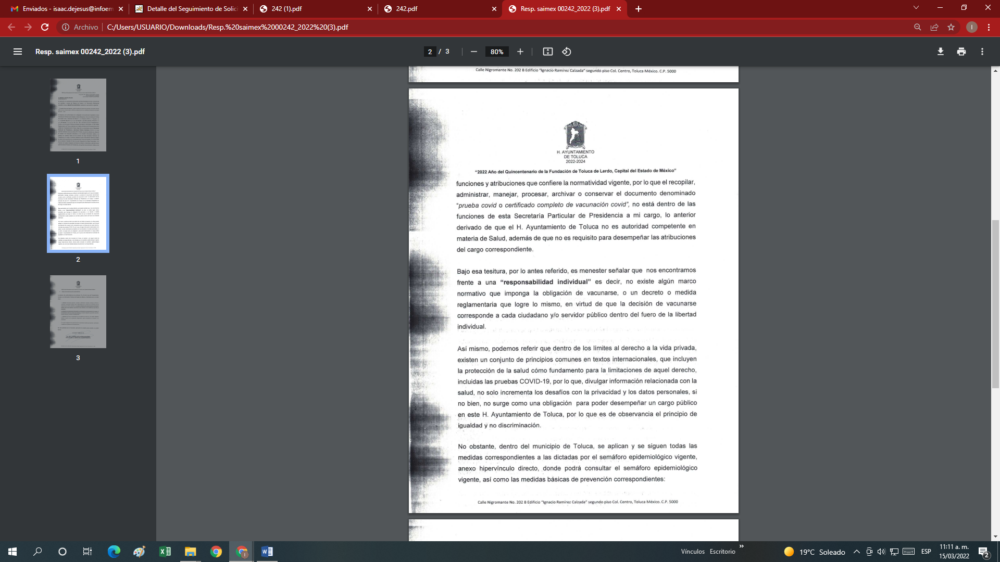 Enviados - isaac.dejesus@infoem
Detalle del Seguimiento de Solici
242 (1).pdf
242.pdf
Resp. saimex 00242_2022 (3).pdf
Archivo
C:/Users/USUARIO/Downloads/Resp.%20saimex%2000242_2022%20(3).pdf
I
Resp. saimex 00242_2022 (3).pdf
2 / 3
80%
1
2
3
Calle Nigromante No. 202 B Edificio "Ignacio Ramírez Calzada" segundo piso Col. Centro, Toluca México. C.P. 5000
H. AYUNTAMIENTO
DE TOLUCA
2022-2024
"2022 Año del Quincentenario de la Fundación de Toluca de Lerdo, Capital del Estado de México"
funciones y atribuciones que confiere la normatividad vigente, por lo que el recopilar,
administrar, manejar, procesar, archivar o conservar el documento denominado
"prueba covid o certificado completo de vacunación covid", no está dentro de las
funciones de esta Secretaría Particular de Presidencia a mi cargo, lo anterior
derivado de que el H. Ayuntamiento de Toluca no es autoridad competente en
materia de Salud, además de que no es requisito para desempeñar las atribuciones
del cargo correspondiente.
Bajo esa tesitura, por lo antes referido, es menester señalar que nos encontramos
frente a una "responsabilidad individual" es decir, no existe algún marco
normativo que imponga la obligación de vacunarse, o un decreto o medida
reglamentaria que logre lo mismo, en virtud de que la decisión de vacunarse
corresponde a cada ciudadano y/o servidor público dentro del fuero de la libertad
individual.
Así mismo, podemos referir que dentro de los límites al derecho a la vida privada,
existen un conjunto de principios comunes en textos internacionales, que incluyen
la protección de la salud cómo fundamento para la limitaciones de aquel derecho,
incluidas las pruebas COVID-19, por lo que, divulgar información relacionada con la
salud, no solo incrementa los desafíos con la privacidad y los datos personales, si
no bien, no surge como una obligación para poder desempeñar un cargo público
en este H. Ayuntamiento de Toluca, por lo que es de observancia el principio de
igualdad y no discriminación.
No obstante, dentro del municipio de Toluca, se aplican y se siguen todas las
medidas correspondientes a las dictadas por el semáforo epidemiológico vigente,
anexo hipervínculo directo, donde podrá consultar el semáforo epidemiológico
vigente, así como las medidas básicas de prevención correspondientes:
Calle Nigromante No. 202 B Edificio "Ignacio Ramírez Calzada" segundo piso Col. Centro, Toluca México. C.P. 5000
Vínculos
Escritorio
19°C Soleado
ESP
11:11 a. m.
15/03/2022
2